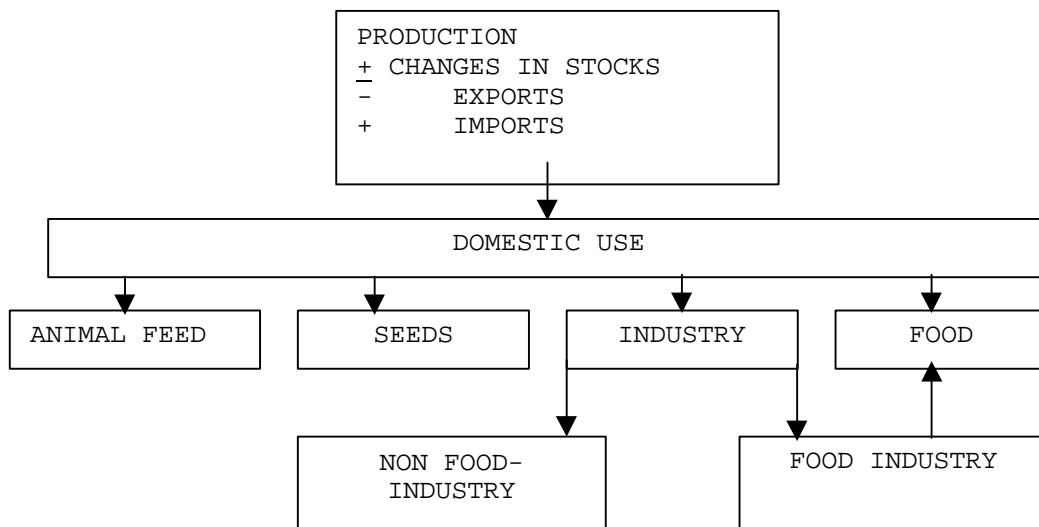 PRODUCTION
± CHANGES IN STOCKS
- EXPORTS
+ IMPORTS
DOMESTIC USE
ANIMAL FEED
SEEDS
INDUSTRY
FOOD
NON FOOD-
INDUSTRY
FOOD INDUSTRY